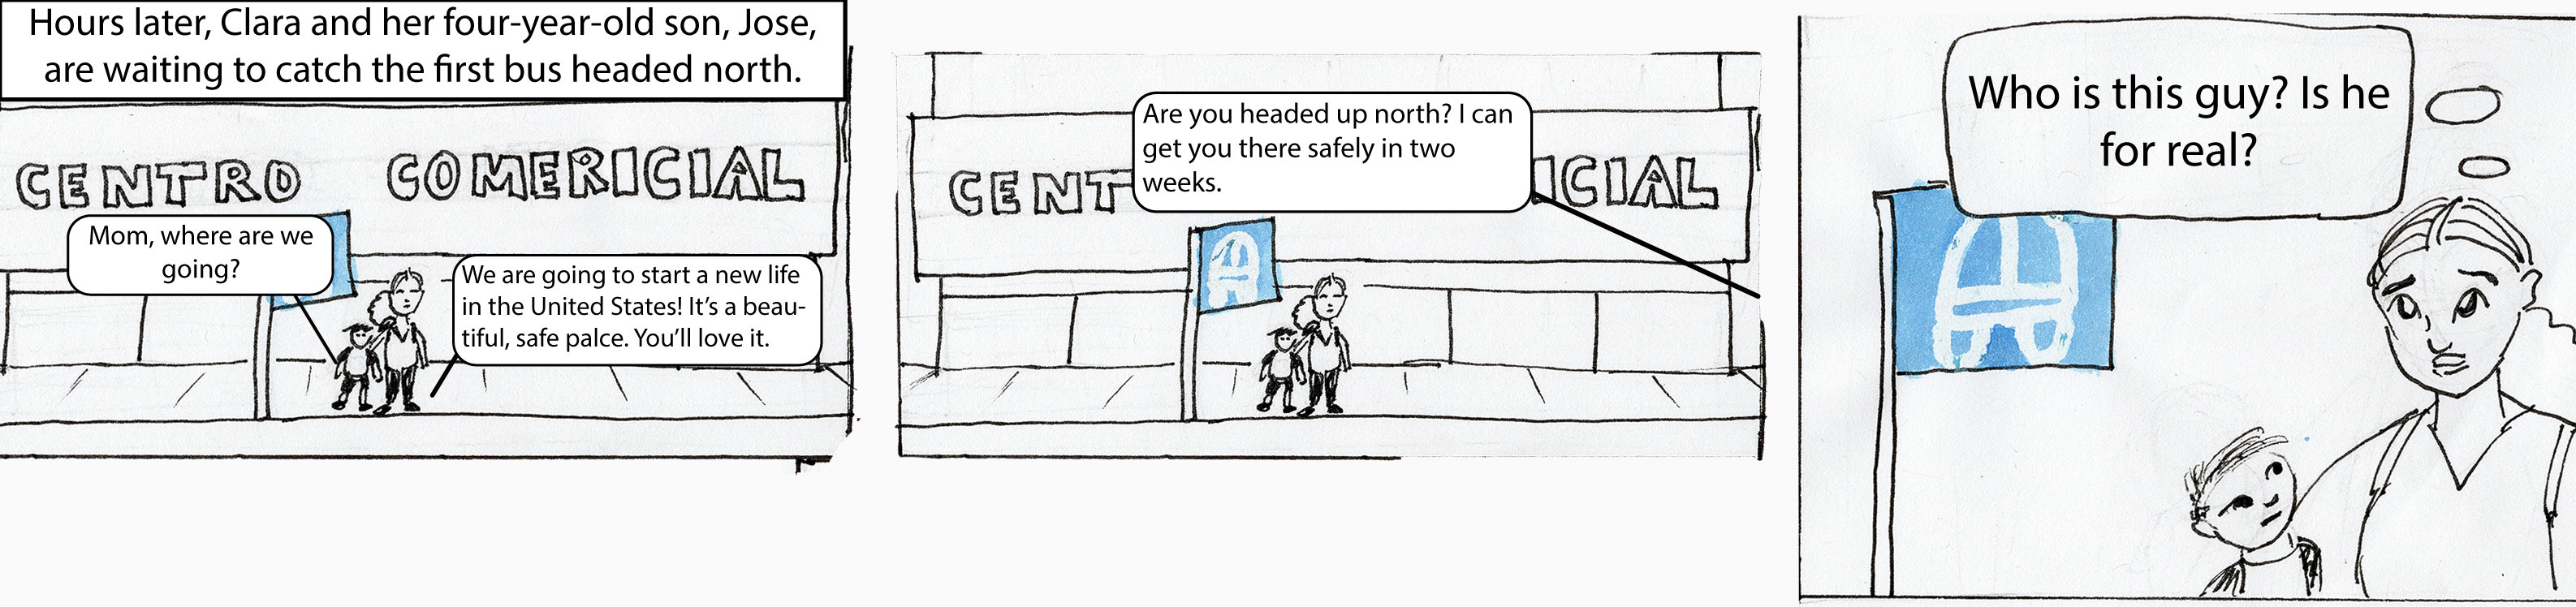 Hours later, Clara and her four-year-old son, Jose,
are waiting to catch the first bus headed north.
CENTRO COMERICIAL
Mom, where are we
going?
We are going to start a new life
in the United States! It's a beau-
tiful, safe palce. You'll love it.
Are you headed up north? I can
get you there safely in two
weeks.
CENT ICIAL
Who is this guy? Is he
for real?